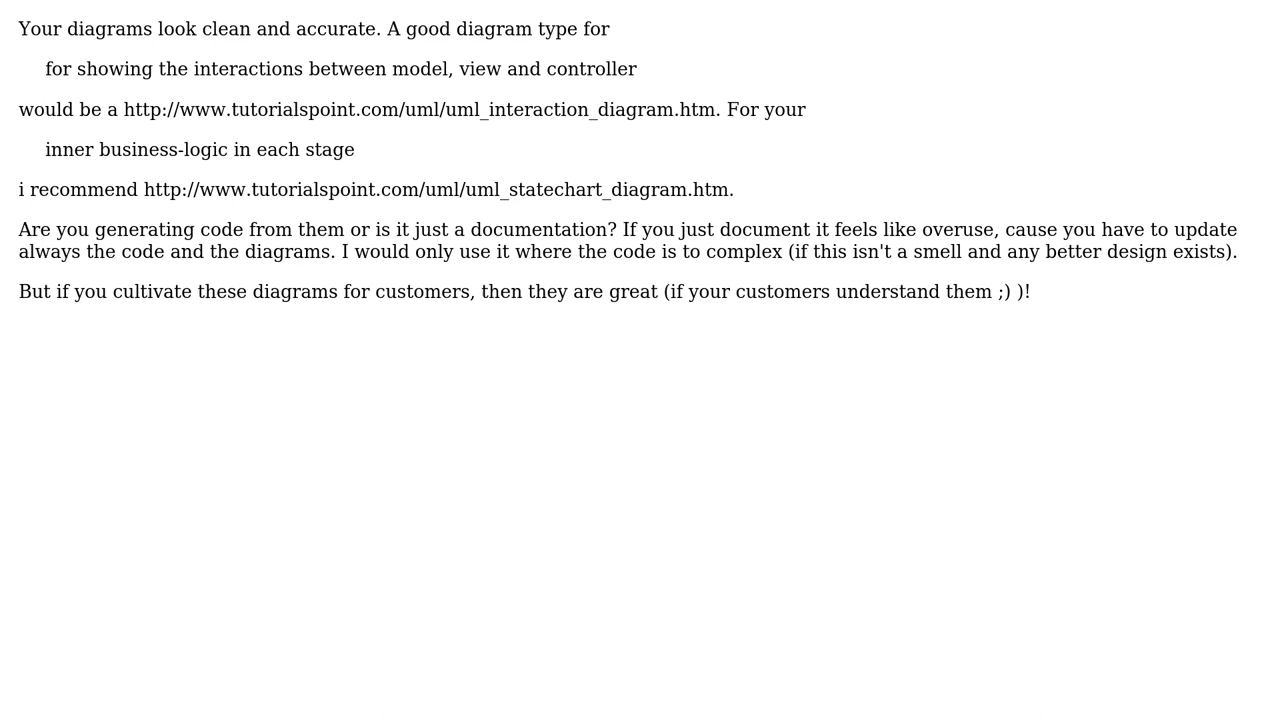 Your diagrams look clean and accurate. A good diagram type for
for showing the interactions between model, view and controller
would be a http://www.tutorialspoint.com/uml/uml_interaction_diagram.htm. For your
inner business-logic in each stage
i recommend http://www.tutorialspoint.com/uml/uml_statechart_diagram.htm.
Are you generating code from them or is it just a documentation? If you just document it feels like overuse, cause you have to update
always the code and the diagrams. I would only use it where the code is to complex (if this isn't a smell and any better design exists).
But if you cultivate these diagrams for customers, then they are great (if your customers understand them ;) )!